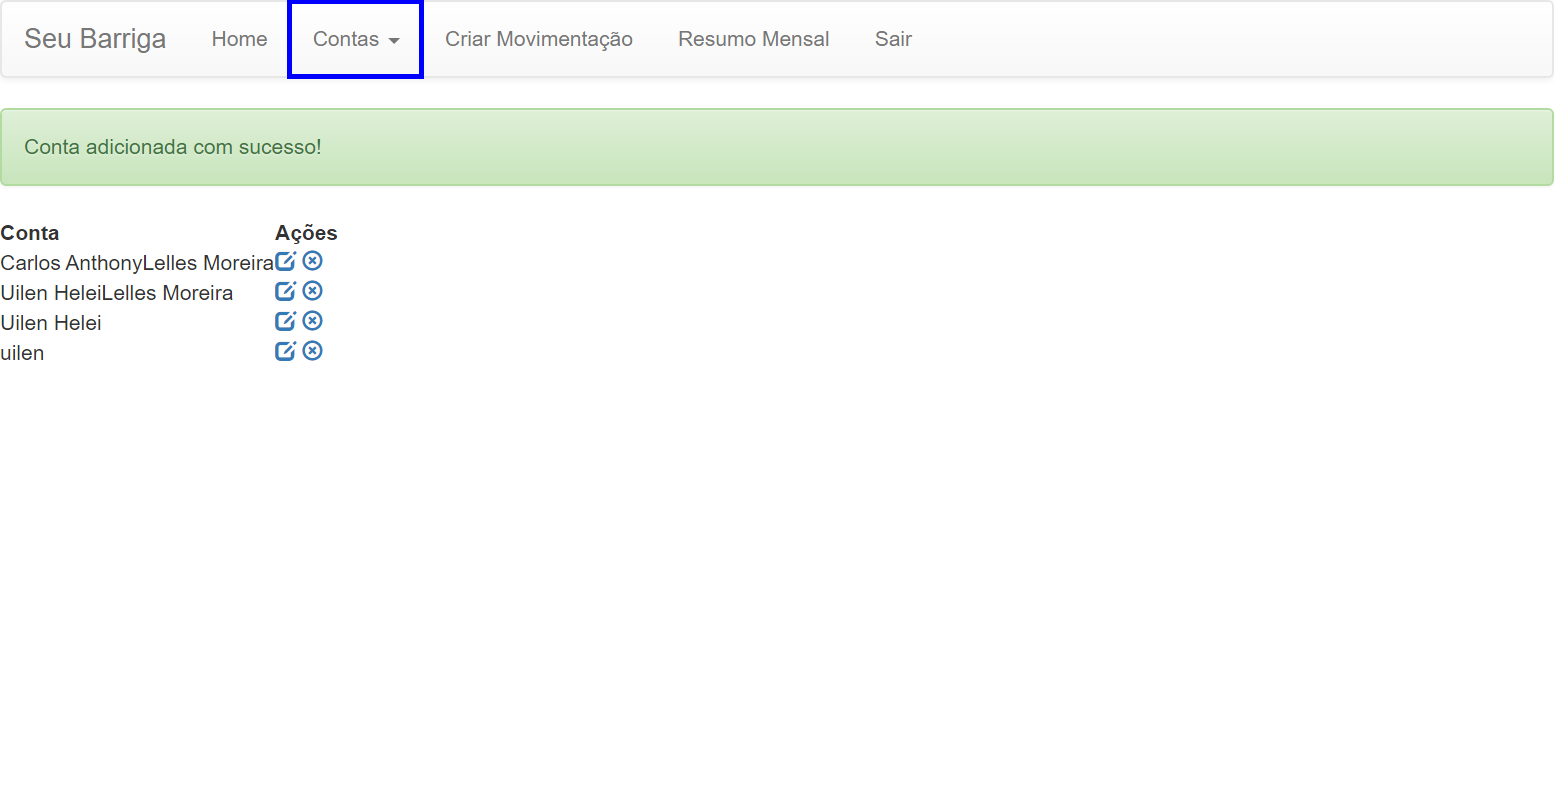 Seu Barriga Home Contas Criar Movimentação Resumo Mensal Sair
Conta adicionada com sucesso!
Conta Ações
Carlos AnthonyLelles Moreira
Uilen HeleiLelles Moreira
Uilen Helei
uilen